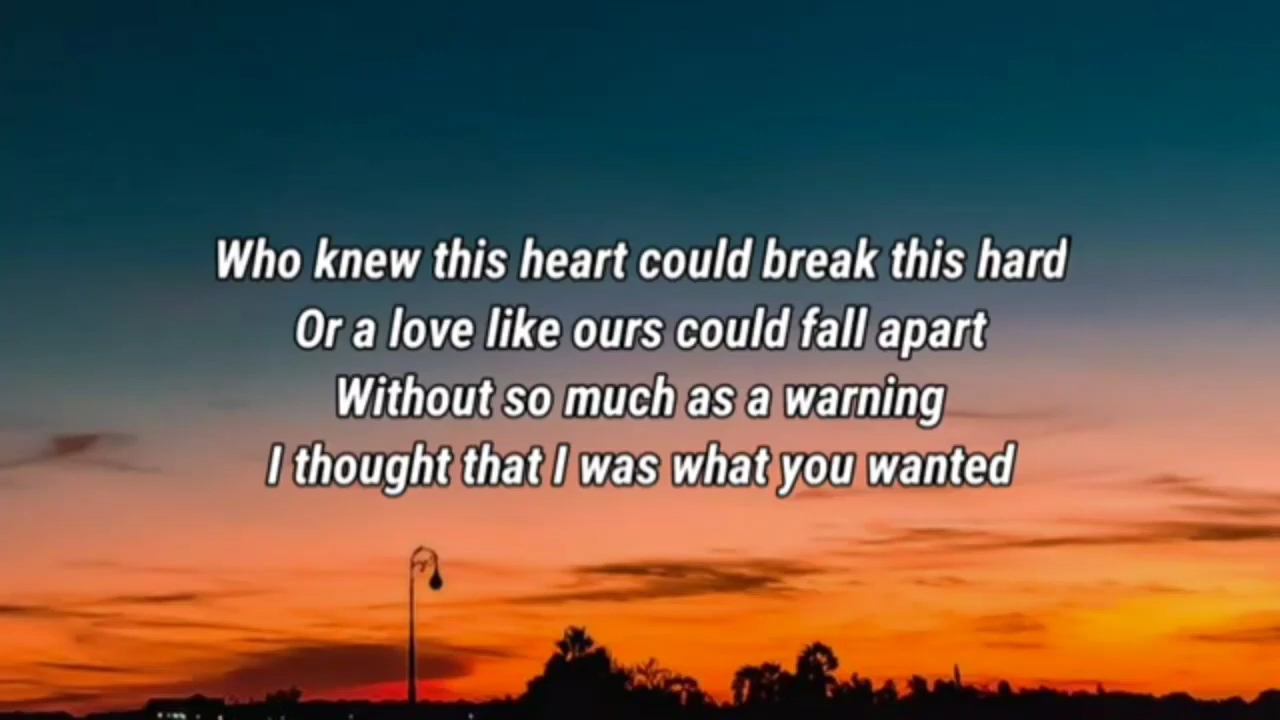 Who knew this heart could break this hard
Or a love like ours could fall apart
Without so much as a warning
I thought that I was what you wanted